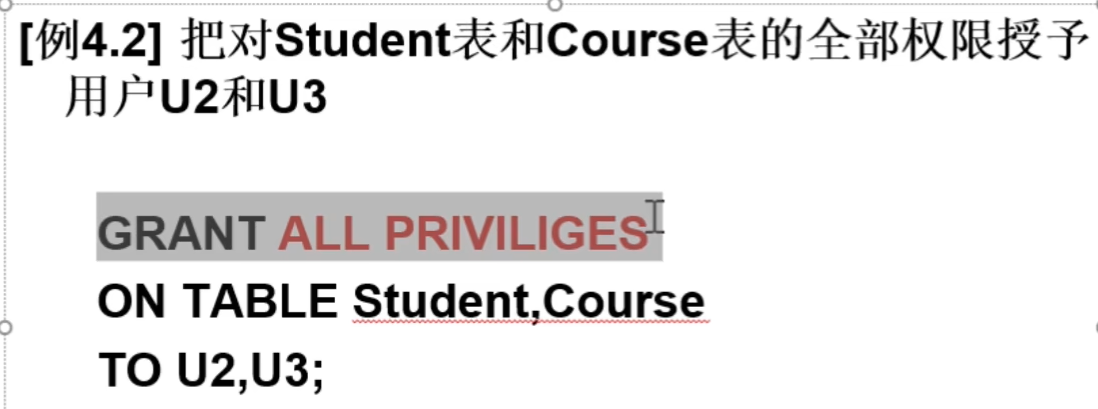 [例4.2] 把对Student表和Course表的全部权限授予
用户U2和U3
GRANT ALL PRIVILIGES
ON TABLE Student,Course
TO U2,U3;